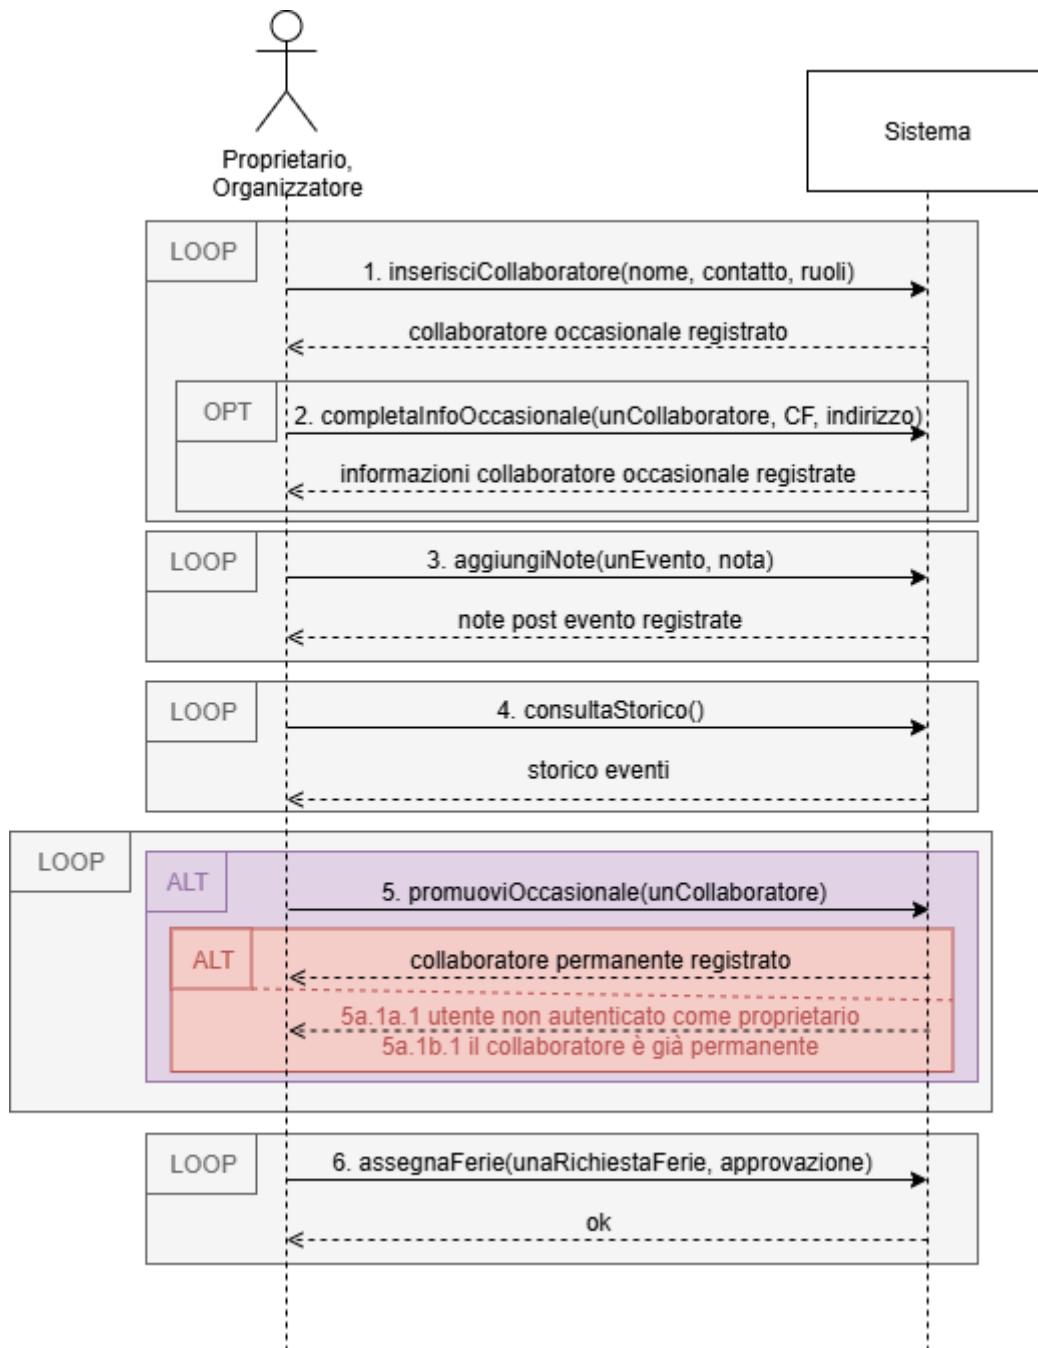 Proprietario,
Organizzatore
Sistema
LOOP
1. inserisciCollaboratore(nome, contatto, ruoli)
collaboratore occasionale registrato
OPT
2. completaInfoOccasionale(unCollaboratore, CF, indirizzo)
informazioni collaboratore occasionale registrate
LOOP
3. aggiungiNote(unEvento, nota)
note post evento registrate
LOOP
4. consultaStorico()
storico eventi
LOOP
ALT
5. promuoviOccasionale(unCollaboratore)
ALT
collaboratore permanente registrato
5a.1a.1 utente non autenticato come proprietario
5a.1b.1 il collaboratore è già permanente
LOOP
6. assegnaFerie(unaRichiestaFerie, approvazione)
ok